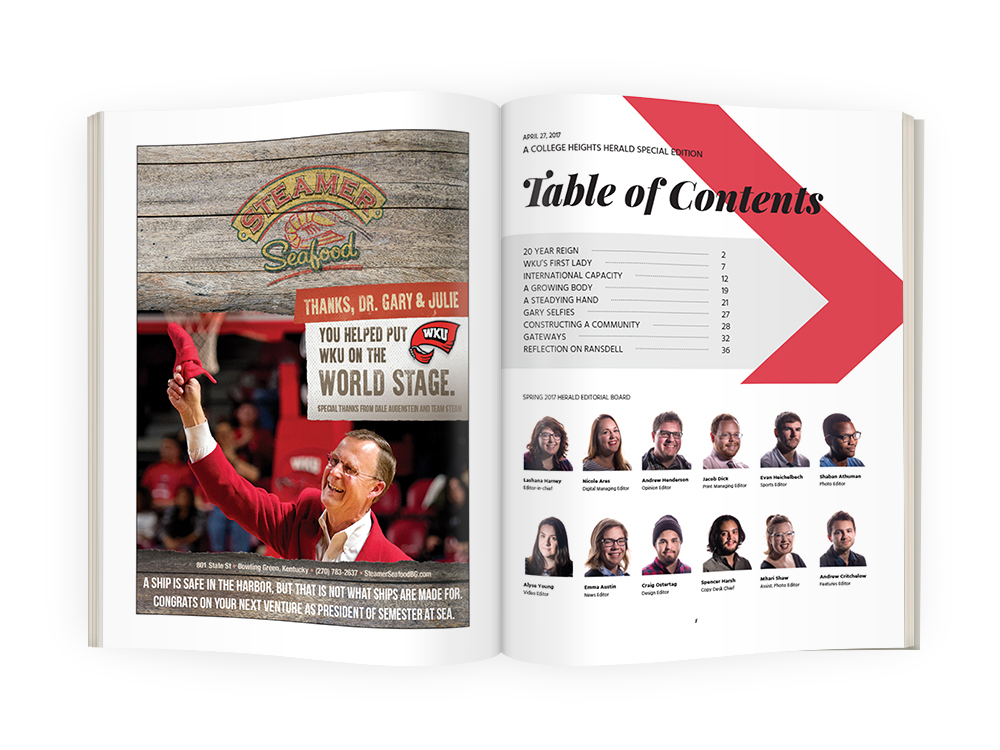 STEAMER
Seafood
THANKS, DR. GARY & JULIE
YOU HELPED PUT
WKU ON THE
WORLD STAGE.
WKU
SPECIAL THANKS FROM DALE AUGENSTEIN AND TEAM STEAM
WKU
801 State St • Bowling Green, Kentucky • (270) 783-2637 • SteamerSeafoodBG.com
A SHIP IS SAFE IN THE HARBOR, BUT THAT IS NOT WHAT SHIPS ARE MADE FOR.
CONGRATS ON YOUR NEXT VENTURE AS PRESIDENT OF SEMESTER AT SEA.
APRIL 27, 2017
A COLLEGE HEIGHTS HERALD SPECIAL EDITION
Table of Contents
20 YEAR REIGN 2
WKU'S FIRST LADY 7
INTERNATIONAL CAPACITY 12
A GROWING BODY 19
A STEADYING HAND 21
GARY SELFIES 27
CONSTRUCTING A COMMUNITY 28
GATEWAYS 32
REFLECTION ON RANSDELL 36
SPRING 2017 HERALD EDITORIAL BOARD
Lashana Harney
Editor-in-chief
Nicole Ares
Digital Managing Editor
Andrew Henderson
Opinion Editor
Jacob Dick
Print Managing Editor
Evan Heichelbech
Sports Editor
Shaban Athuman
Photo Editor
Alyse Young
Video Editor
Emma Austin
News Editor
Craig Ostertag
Design Editor
Spencer Harsh
Copy Desk Chief
Mhari Shaw
Assist. Photo Editor
Andrew Critchelow
Features Editor
1